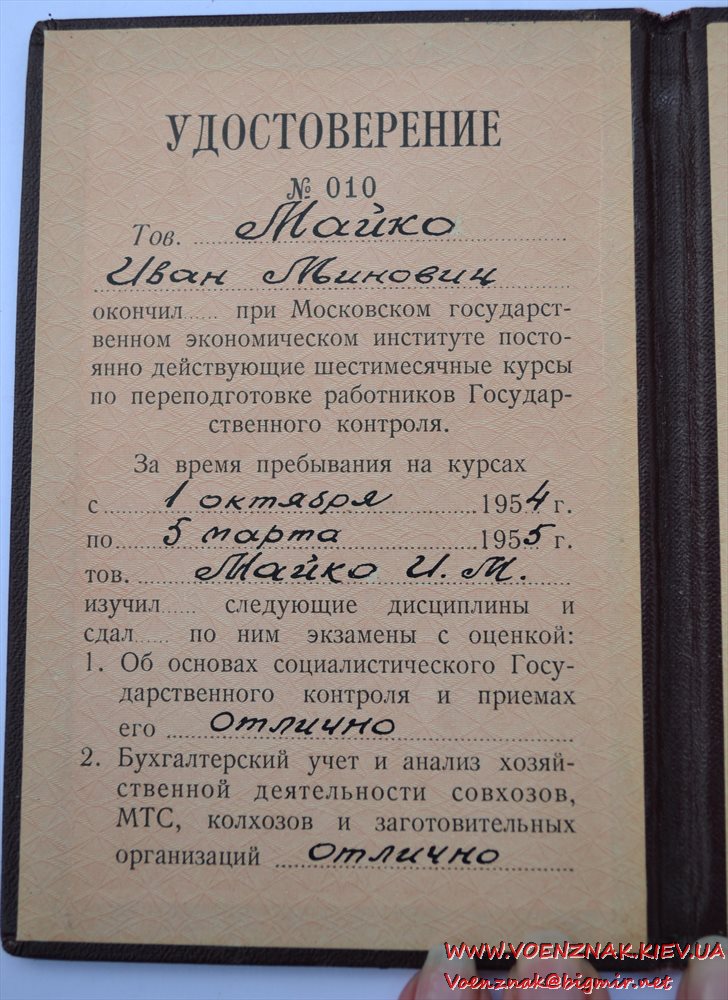 УДОСТОВЕРЕНИЕ
№ 010
Тов. Майко
Иван Минович
окончил...... при Московском государст-
венном экономическом институте посто-
янно действующие шестимесячные курсы
по переподготовке работников Государ-
ственного контроля.
За время пребывания на курсах
с 1 октября 1954 г.
по 5 марта 1955 г.
тов. Майко И. М.
изучил...... следующие дисциплины и
сдал...... по ним экзамены с оценкой:
1. Об основах социалистического Госу-
дарственного контроля и приемах
его отлично
2. Бухгалтерский учет и анализ хозяй-
ственной деятельности совхозов,
МТС, колхозов и заготовительных
организаций отлично
WWW.VOENZNAK.KIEV.UA
Voenznak@bigmir.net